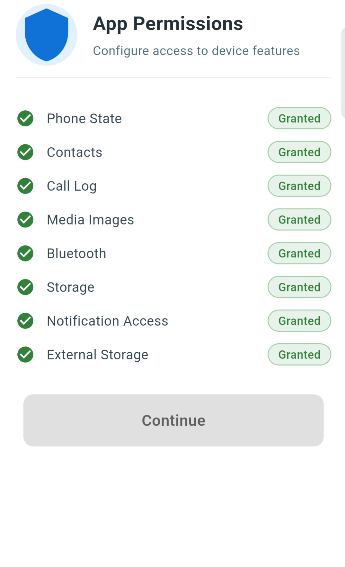 App Permissions
Configure access to device features
Phone State Granted
Contacts Granted
Call Log Granted
Media Images Granted
Bluetooth Granted
Storage Granted
Notification Access Granted
External Storage Granted
Continue